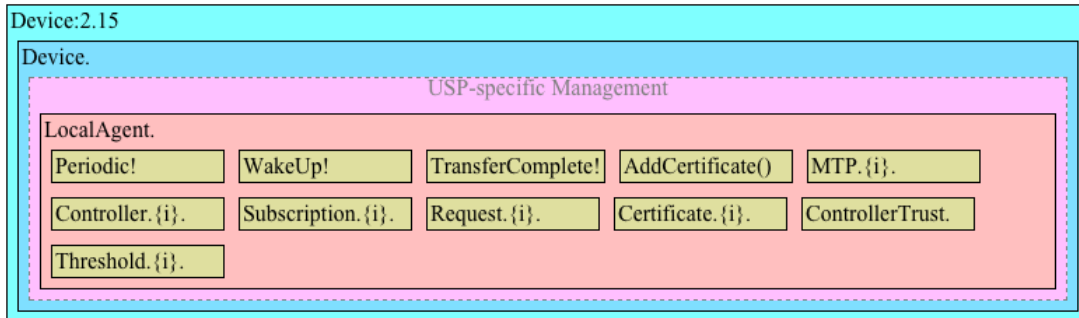 Device:2.15
Device.
USP-specific Management
LocalAgent.
Periodic! WakeUp! TransferComplete! AddCertificate() MTP.{i}.
Controller.{i}. Subscription.{i}. Request.{i}. Certificate.{i}. ControllerTrust.
Threshold.{i}.